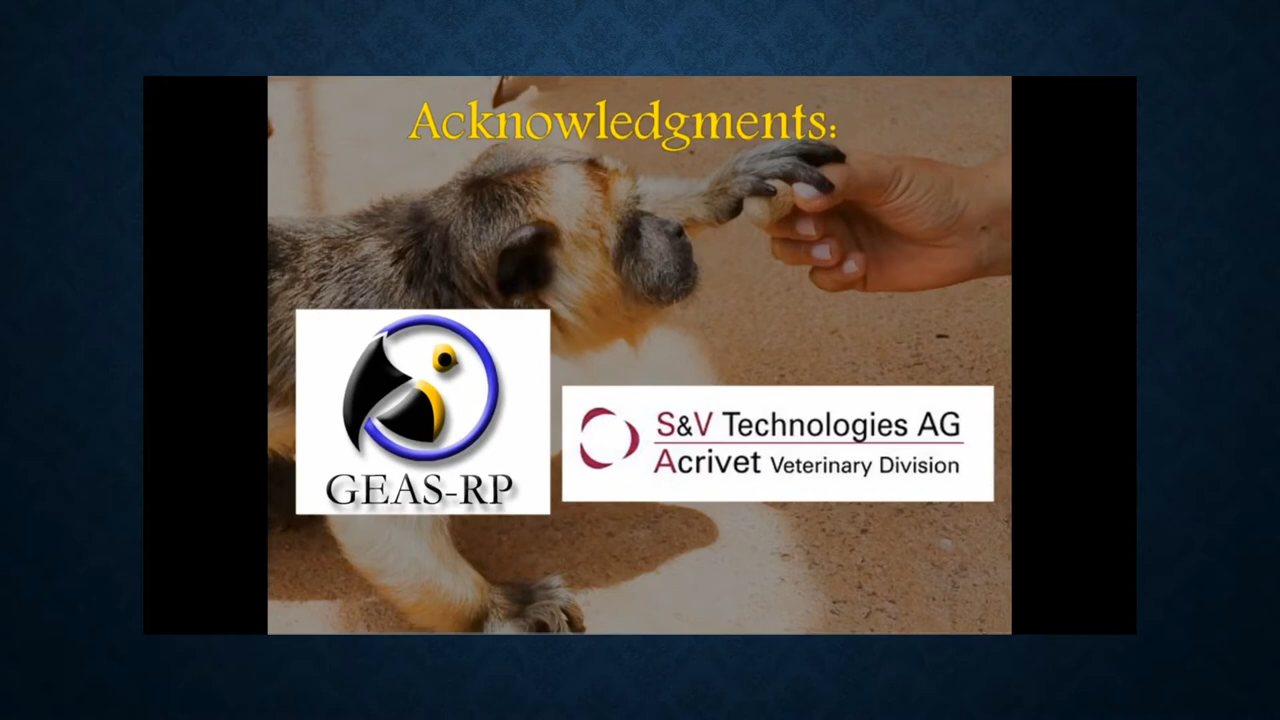 Acknowledgments:
GEAS-RP
S&V Technologies AG
Acrivet Veterinary Division